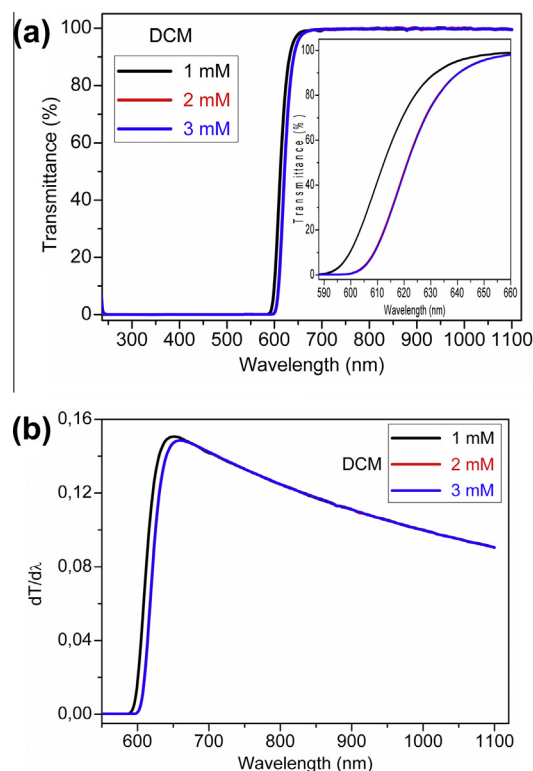 (a)
DCM
1 mM
2 mM
3 mM
Transmittance (%)
100
80
60
40
20
0
300 400 500 600 700 800 900 1000 1100
Wavelength (nm)
Transmittance (%)
100
80
60
40
20
0
590 600 610 620 630 640 650 660
Wavelength (nm)
(b)
0,16
0,12
0,08
0,04
0,00
dT/dλ
DCM
1 mM
2 mM
3 mM
600 700 800 900 1000 1100
Wavelength (nm)